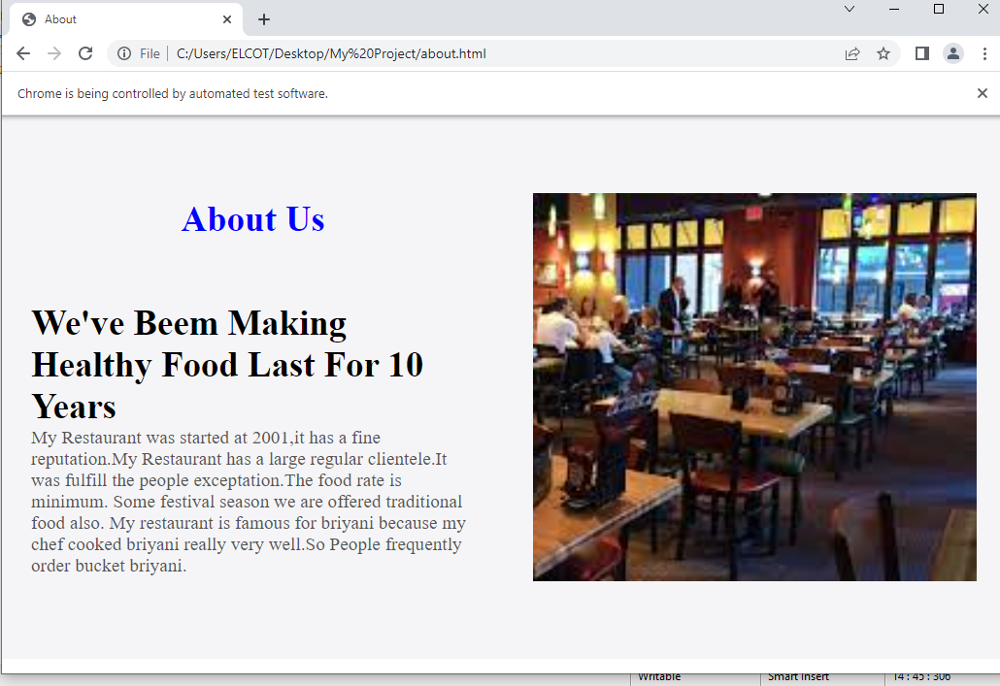 About
File
C:/Users/ELCOT/Desktop/My%20Project/about.html
Chrome is being controlled by automated test software.
About Us
We've Beem Making
Healthy Food Last For 10
Years
My Restaurant was started at 2001,it has a fine
reputation.My Restaurant has a large regular clientele.It
was fulfill the people exceptation.The food rate is
minimum. Some festival season we are offered traditional
food also. My restaurant is famous for briyani because my
chef cooked briyani really very well.So People frequently
order bucket briyani.
Writable
Smart Insert
14 : 45 : 306